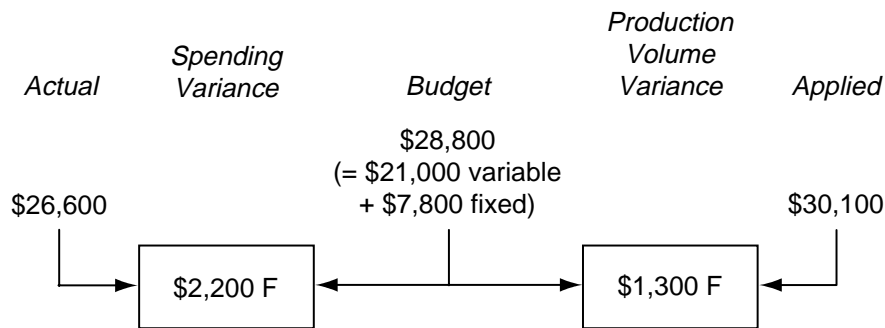 Actual
Spending
Variance
Budget
Production
Volume
Variance
Applied
$26,600
$28,800
(= $21,000 variable
+ $7,800 fixed)
$30,100
$2,200 F
$1,300 F